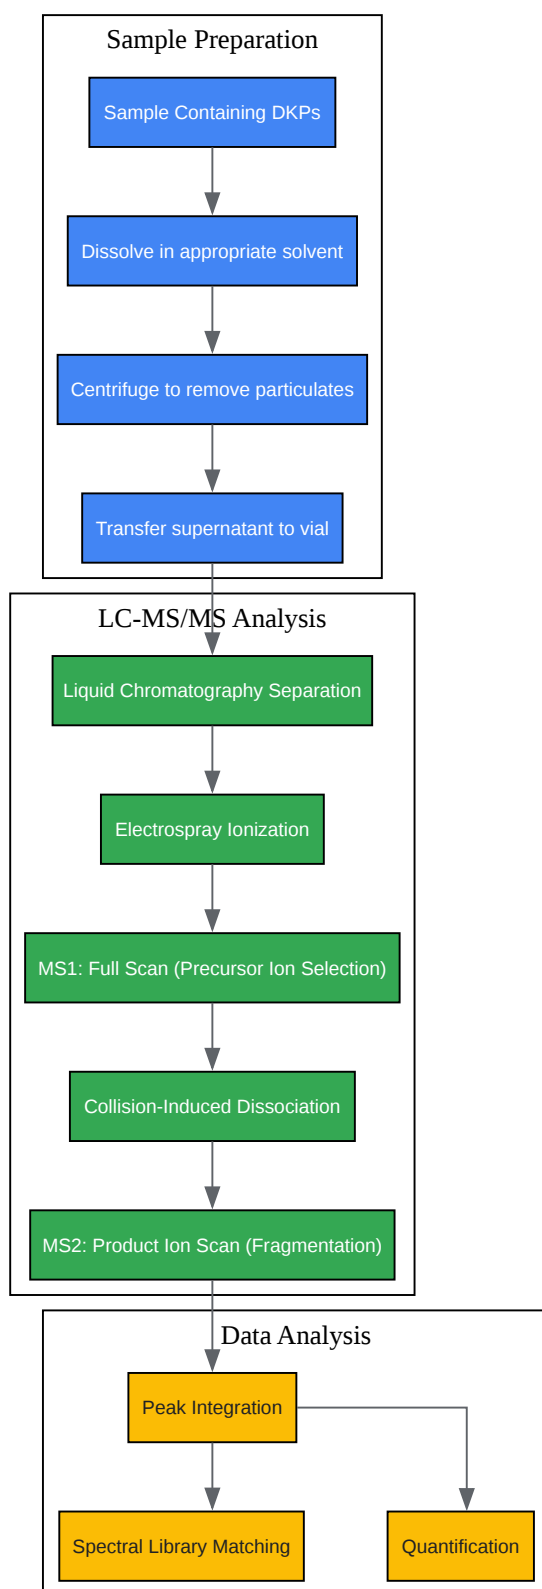 Sample Preparation
Sample Containing DKPs
Dissolve in appropriate solvent
Centrifuge to remove particulates
Transfer supernatant to vial
LC-MS/MS Analysis
Liquid Chromatography Separation
Electrospray Ionization
MS1: Full Scan (Precursor Ion Selection)
Collision-Induced Dissociation
MS2: Product Ion Scan (Fragmentation)
Data Analysis
Peak Integration
Spectral Library Matching
Quantification